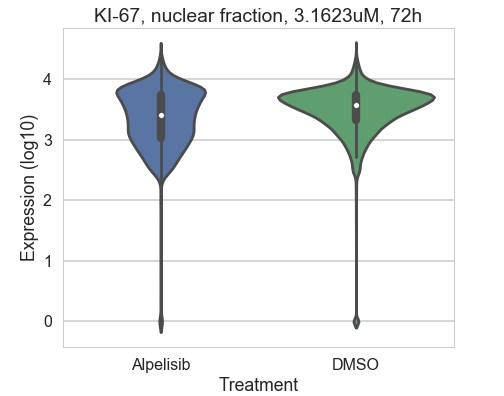 KI-67, nuclear fraction, 3.1623uM, 72h
Expression (log10)
4
3
2
1
0
Alpelisib
DMSO
Treatment